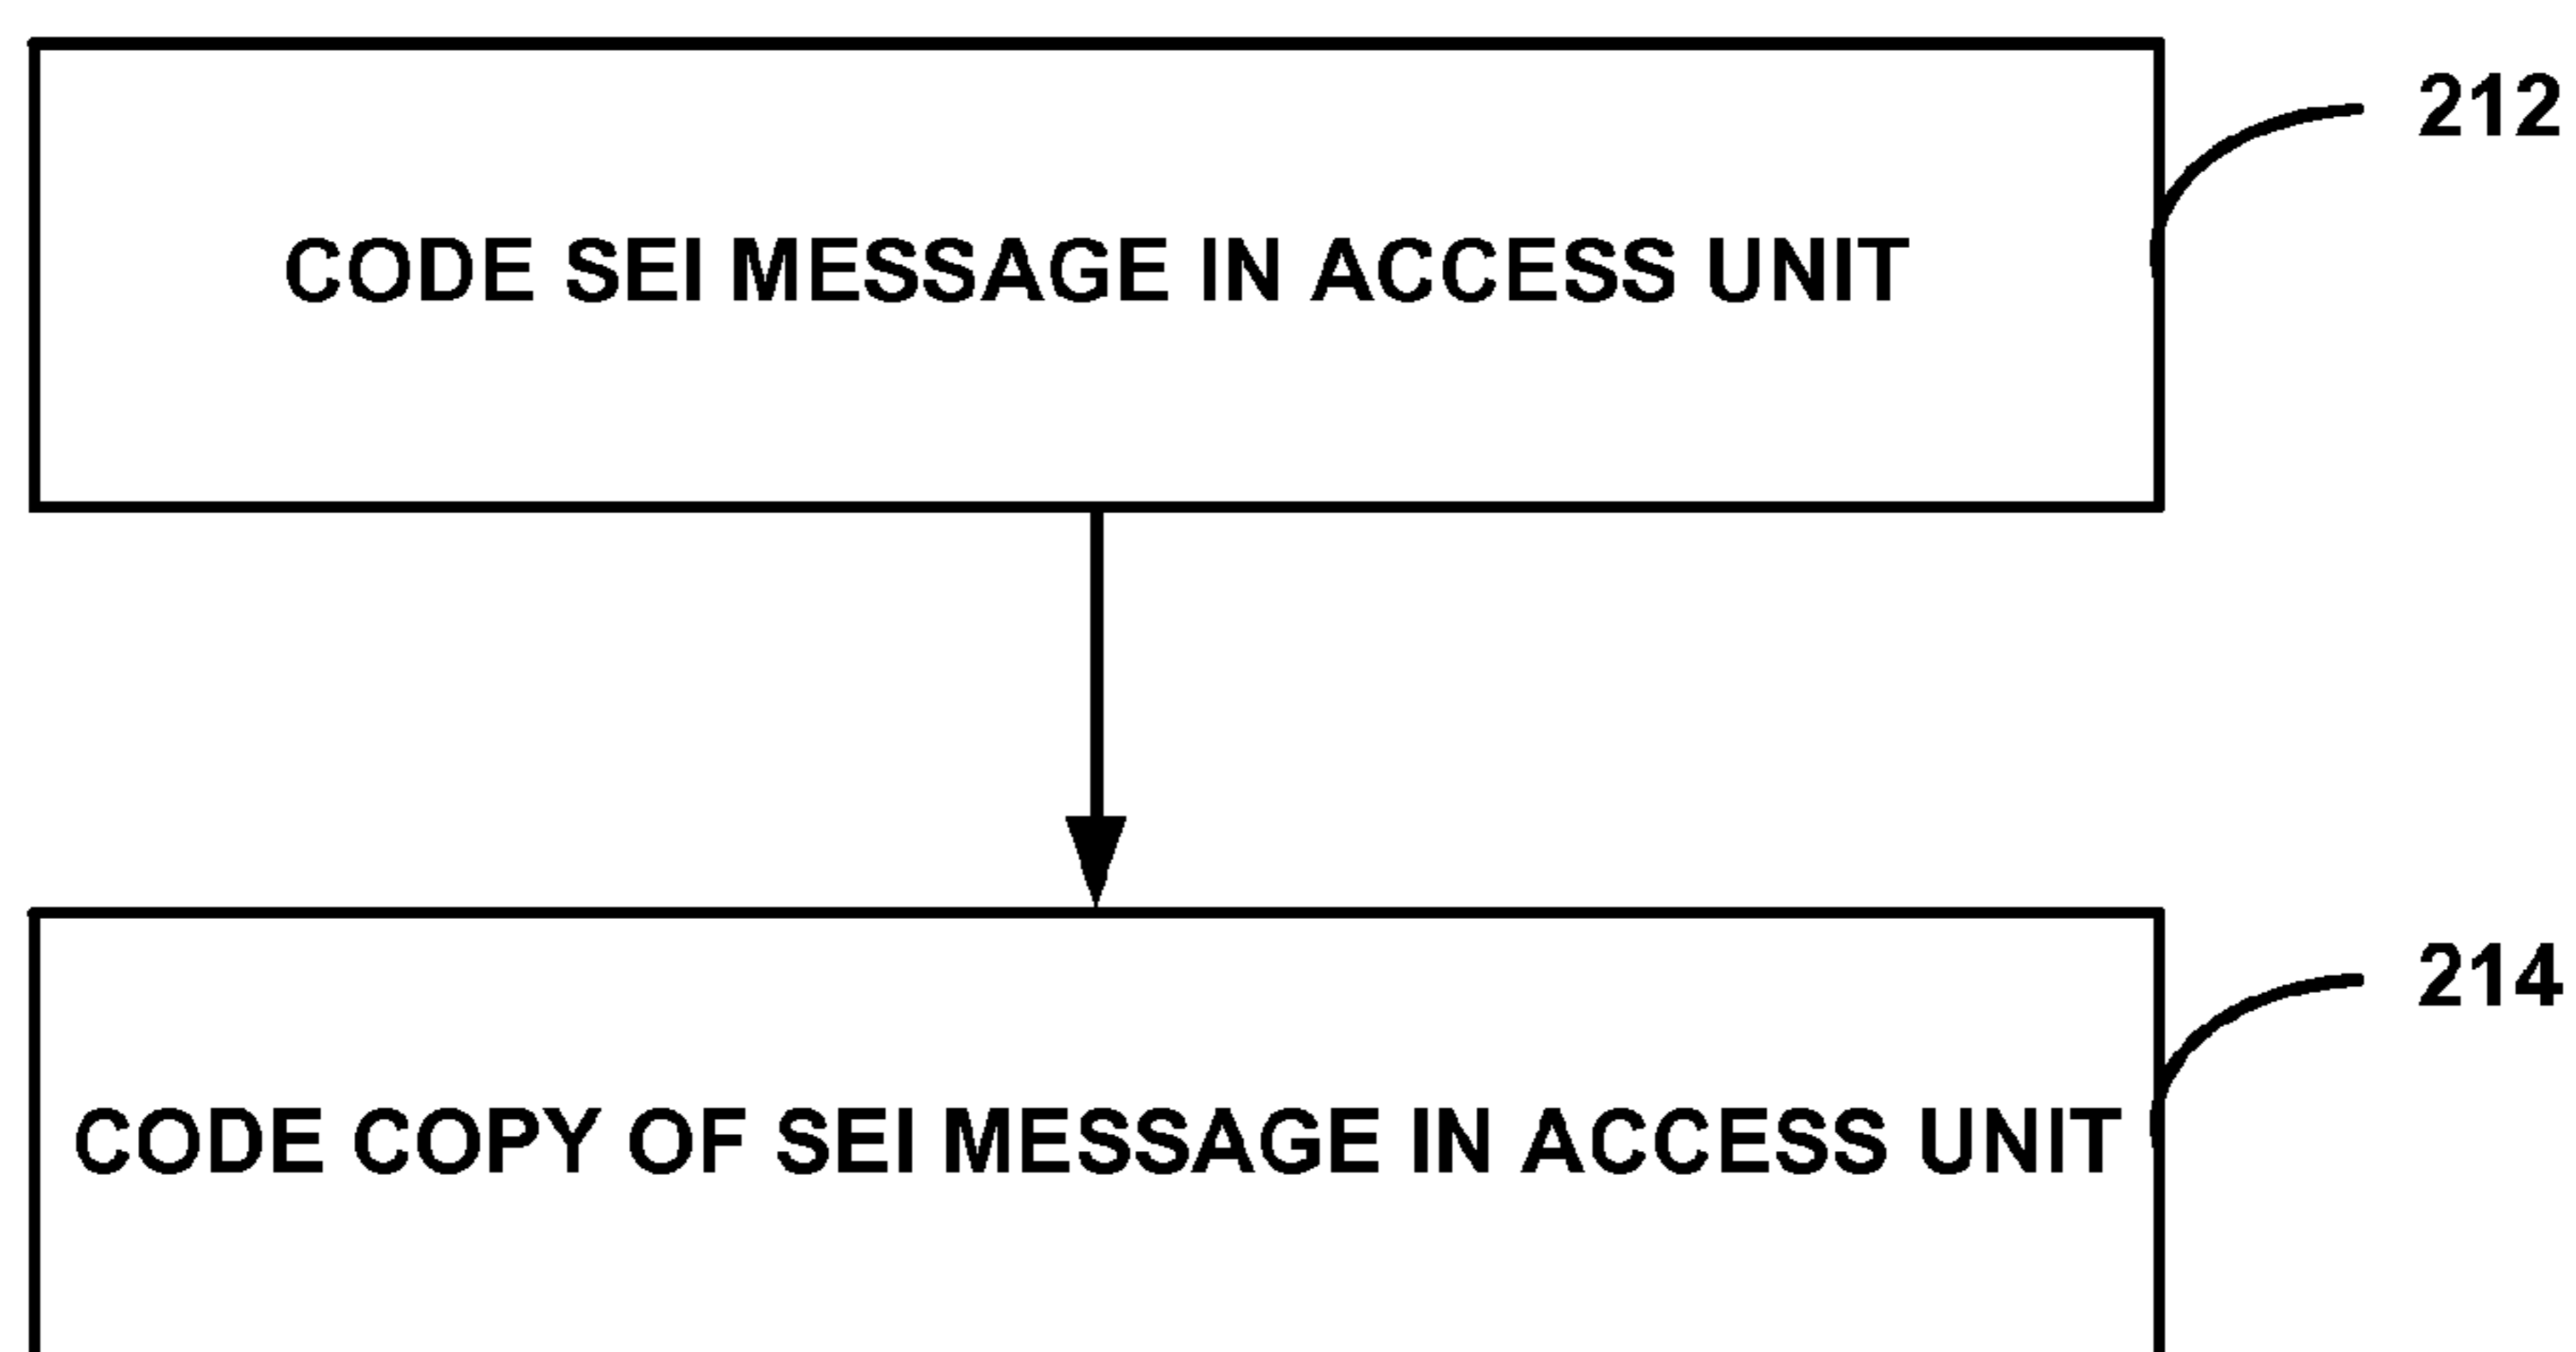 212
CODE SEI MESSAGE IN ACCESS UNIT
214
CODE COPY OF SEI MESSAGE IN ACCESS UNIT